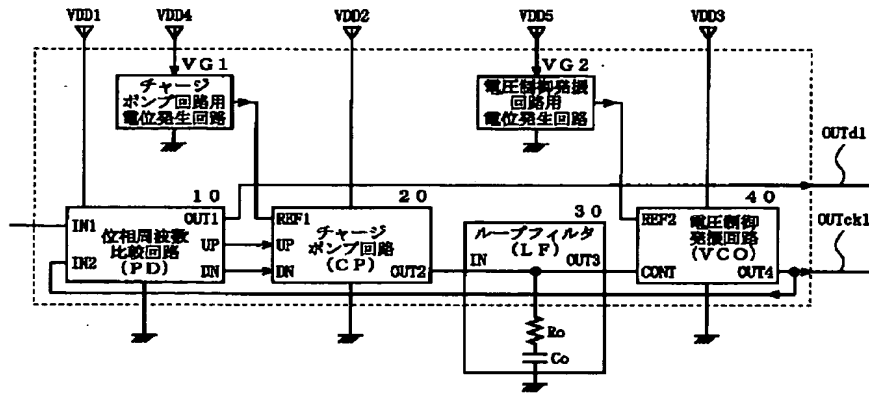 VDD1
VDD4
VDD2
VDD5
VDD3
VG1
チャージ
ポンプ回路用
電位発生回路
VG2
電圧制御発振
回路用
電位発生回路
OUTd1
10
IN1
OUT1
位相周波数
比較回路
(PD)
UP
IN2
DN
20
REF1
チャージ
ポンプ回路
(CP)
UP
DN
OUT2
30
ループフィルタ
(LF)
IN
OUT3
Ro
Co
40
REF2
電圧制御
発振回路
(VCO)
CONT
OUT4
OUTck1